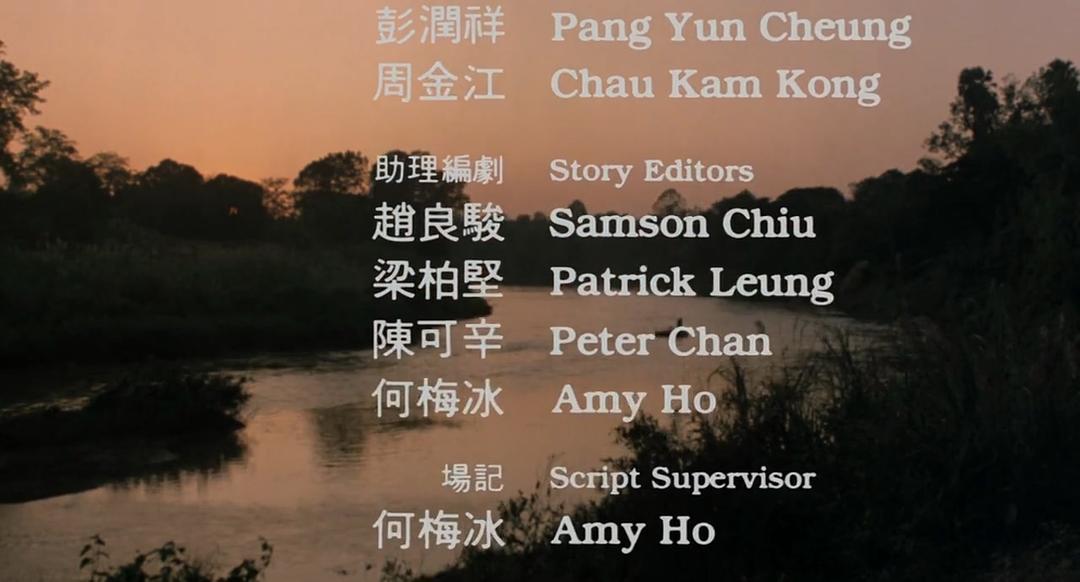 彭潤祥 Pang Yun Cheung
周金江 Chau Kam Kong
助理編劇 Story Editors
趙良駿 Samson Chiu
梁柏堅 Patrick Leung
陳可辛 Peter Chan
何梅冰 Amy Ho
場記 Script Supervisor
何梅冰 Amy Ho